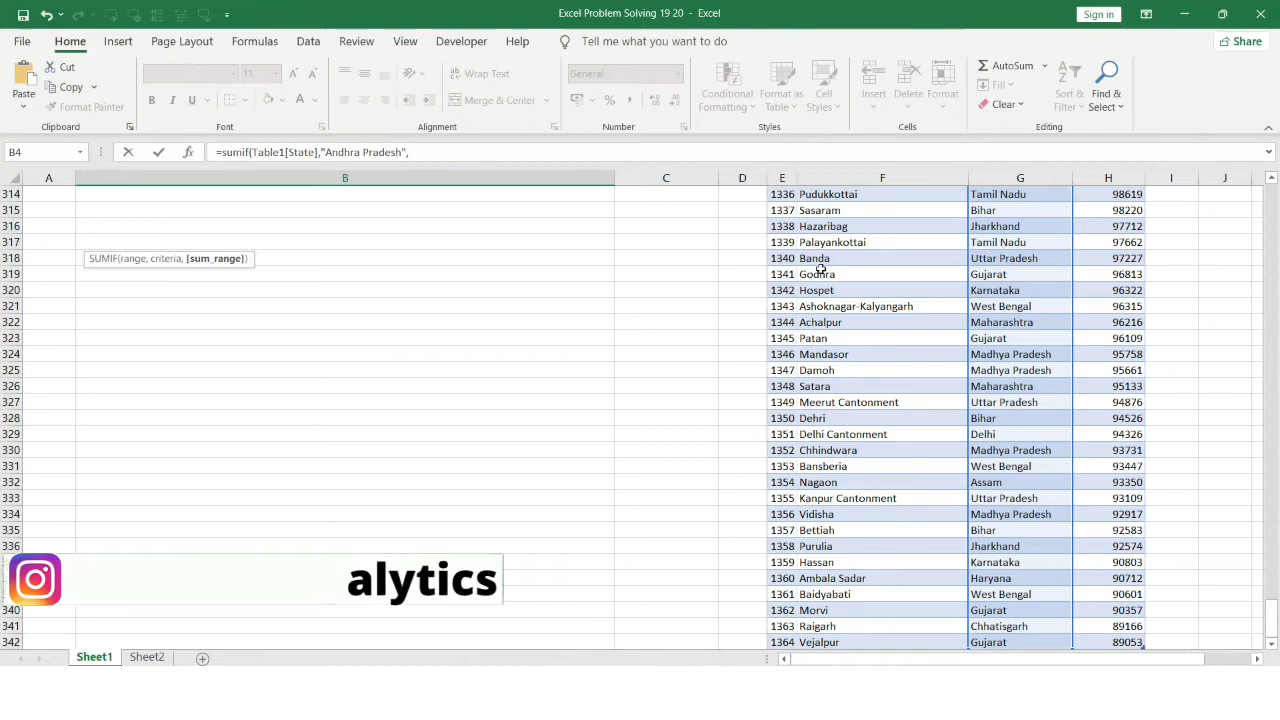 Excel Problem Solving 19 20 - Excel
Sign in
File Home Insert Page Layout Formulas Data Review View Developer Help Tell me what you want to do Share
Paste
Cut
Copy
Format Painter
Clipboard
11
Font
Wrap Text
Merge & Center
Alignment
General
Number
Conditional Formatting
Format as Table
Cell Styles
Styles
Insert
Delete
Format
Cells
AutoSum
Fill
Clear
Sort & Filter
Find & Select
Editing
B4 =sumif(Table1[State],"Andhra Pradesh",
A B C D E F G H I J
314 1336 Pudukkottai Tamil Nadu 98619
315 1337 Sasaram Bihar 98220
316 1338 Hazaribag Jharkhand 97712
317 1339 Palayankottai Tamil Nadu 97662
318 SUMIF(range, criteria, [sum_range]) 1340 Banda Uttar Pradesh 97227
319 1341 Godhra Gujarat 96813
320 1342 Hospet Karnataka 96322
321 1343 Ashoknagar-Kalyangarh West Bengal 96315
322 1344 Achalpur Maharashtra 96216
323 1345 Patan Gujarat 96109
324 1346 Mandasor Madhya Pradesh 95758
325 1347 Damoh Madhya Pradesh 95661
326 1348 Satara Maharashtra 95133
327 1349 Meerut Cantonment Uttar Pradesh 94876
328 1350 Dehri Bihar 94526
329 1351 Delhi Cantonment Delhi 94326
330 1352 Chhindwara Madhya Pradesh 93731
331 1353 Bansberia West Bengal 93447
332 1354 Nagaon Assam 93350
333 1355 Kanpur Cantonment Uttar Pradesh 93109
334 1356 Vidisha Madhya Pradesh 92917
335 1357 Bettiah Bihar 92583
336 1358 Purulia Jharkhand 92574
1359 Hassan Karnataka 90803
1360 Ambala Sadar Haryana 90712
alytics
1361 Baidyabati West Bengal 90601
340 1362 Morvi Gujarat 90357
341 1363 Raigarh Chhatisgarh 89166
342 1364 Vejalpur Gujarat 89053
Sheet1 Sheet2